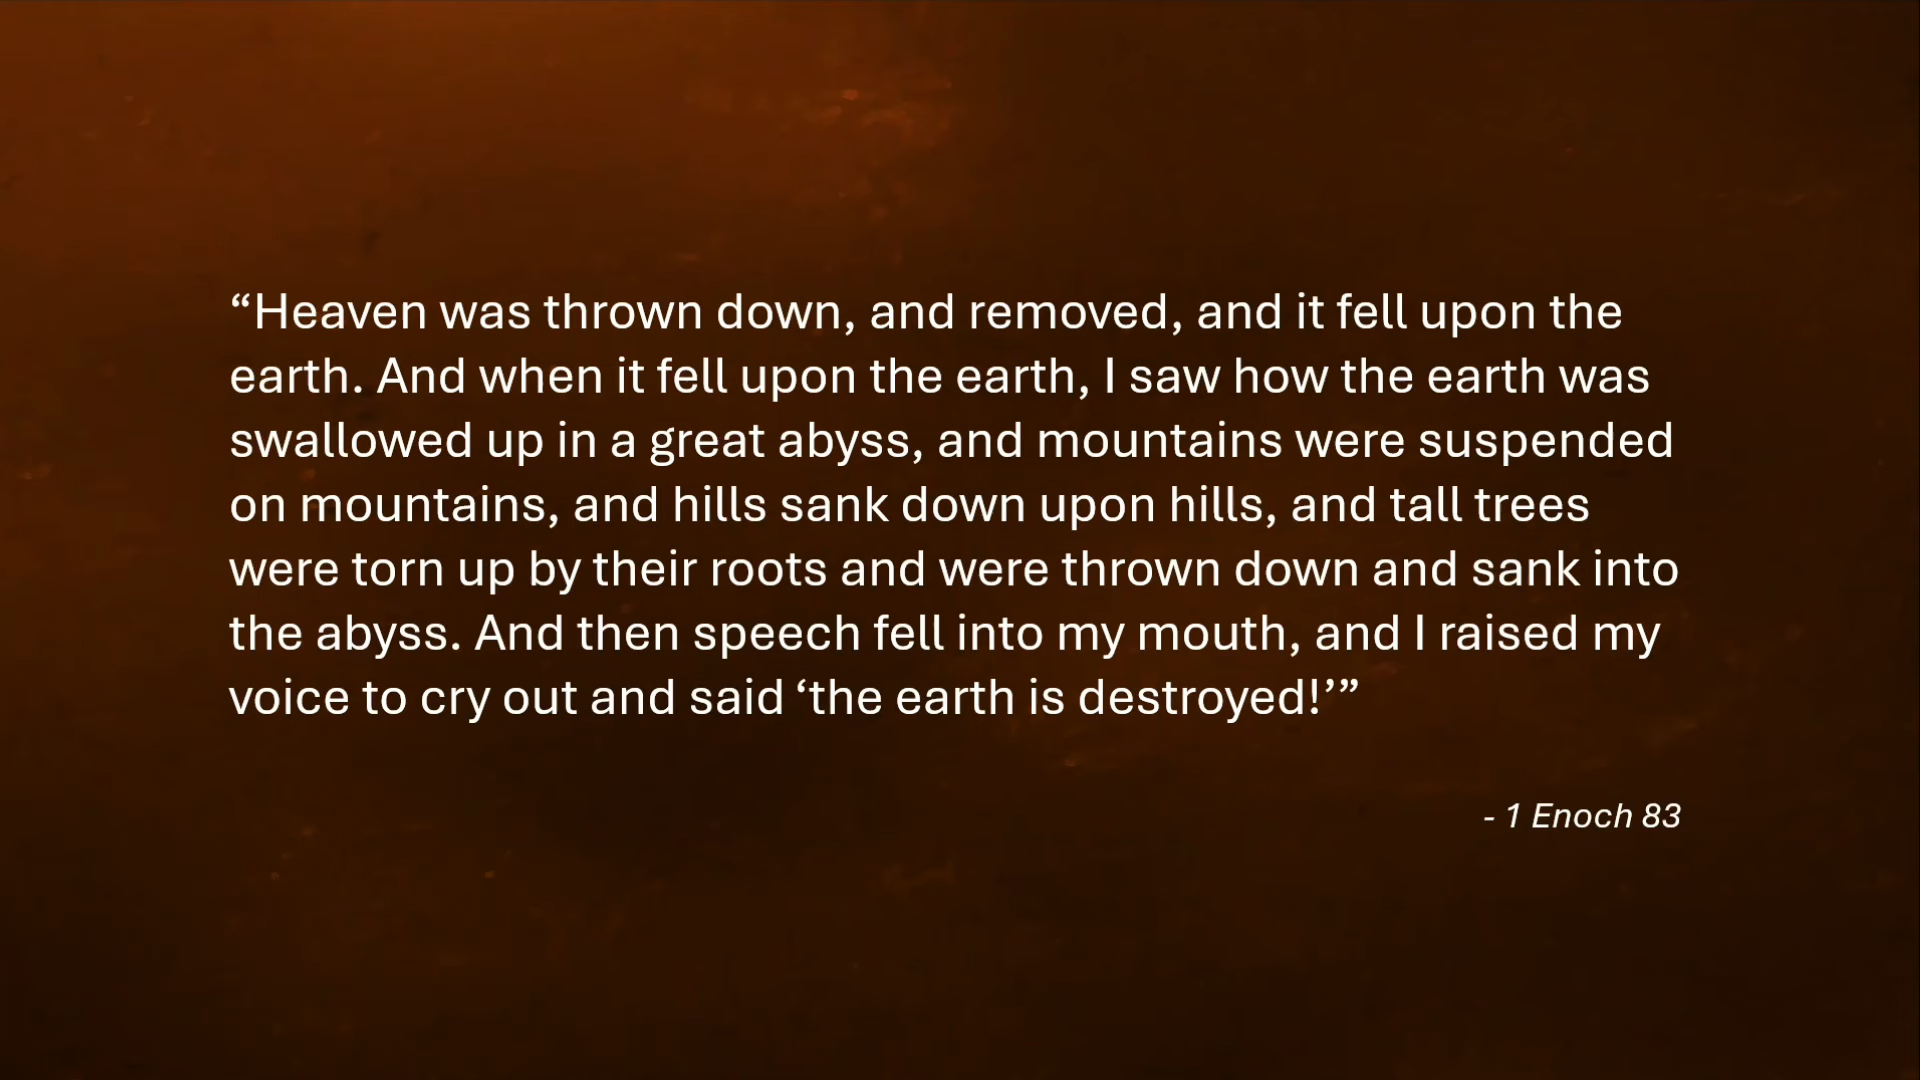 “Heaven was thrown down, and removed, and it fell upon the
earth. And when it fell upon the earth, I saw how the earth was
swallowed up in a great abyss, and mountains were suspended
on mountains, and hills sank down upon hills, and tall trees
were torn up by their roots and were thrown down and sank into
the abyss. And then speech fell into my mouth, and I raised my
voice to cry out and said ‘the earth is destroyed!’”
- 1 Enoch 83